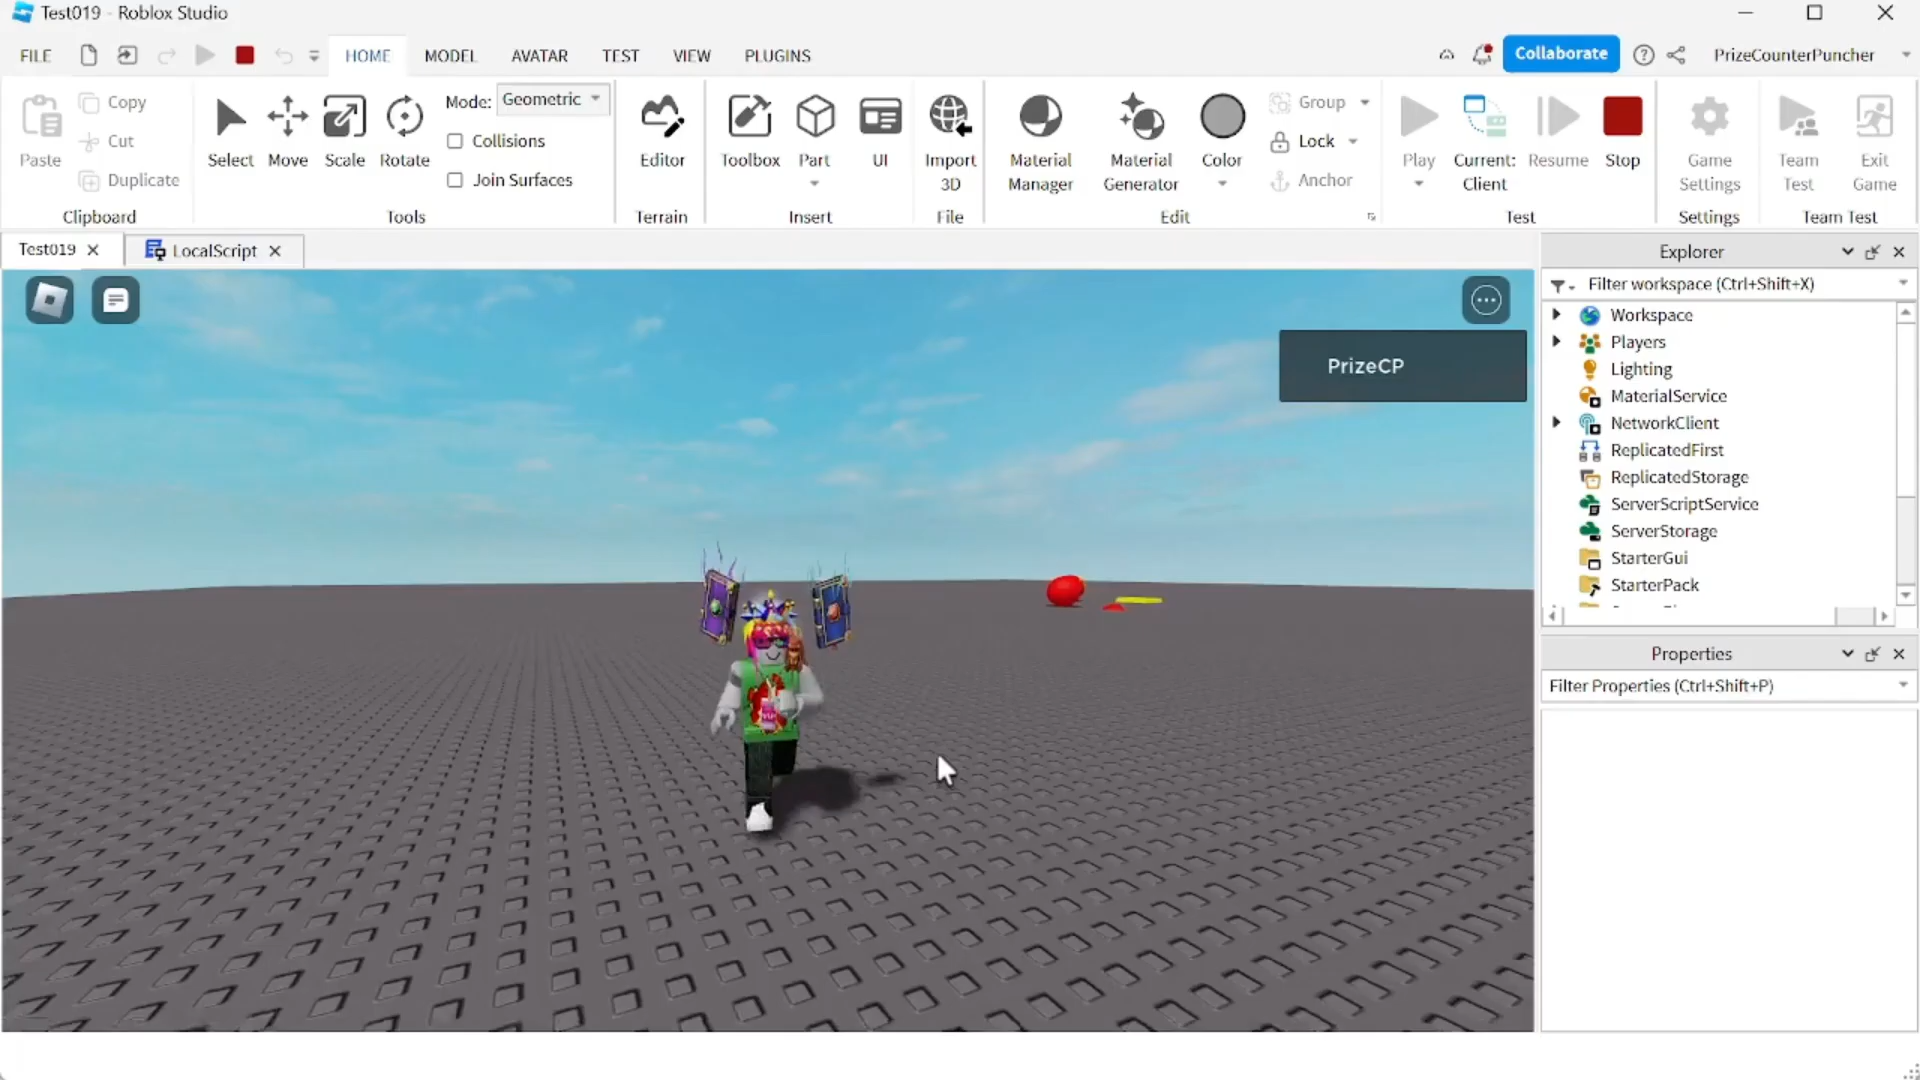 Test019 - Roblox Studio
FILE
HOME
MODEL
AVATAR
TEST
VIEW
PLUGINS
Collaborate
PrizeCounterPuncher
Paste
Copy
Cut
Duplicate
Clipboard
Select
Move
Scale
Rotate
Mode: Geometric
Collisions
Join Surfaces
Tools
Editor
Terrain
Toolbox
Part
UI
Insert
Import
3D
File
Material
Manager
Material
Generator
Color
Group
Lock
Anchor
Edit
Play
Current:
Client
Resume
Stop
Test
Game
Settings
Settings
Team
Test
Exit
Game
Team Test
Test019
LocalScript
PrizeCP
Explorer
Filter workspace (Ctrl+Shift+X)
Workspace
Players
Lighting
MaterialService
NetworkClient
ReplicatedFirst
ReplicatedStorage
ServerScriptService
ServerStorage
StarterGui
StarterPack
Properties
Filter Properties (Ctrl+Shift+P)